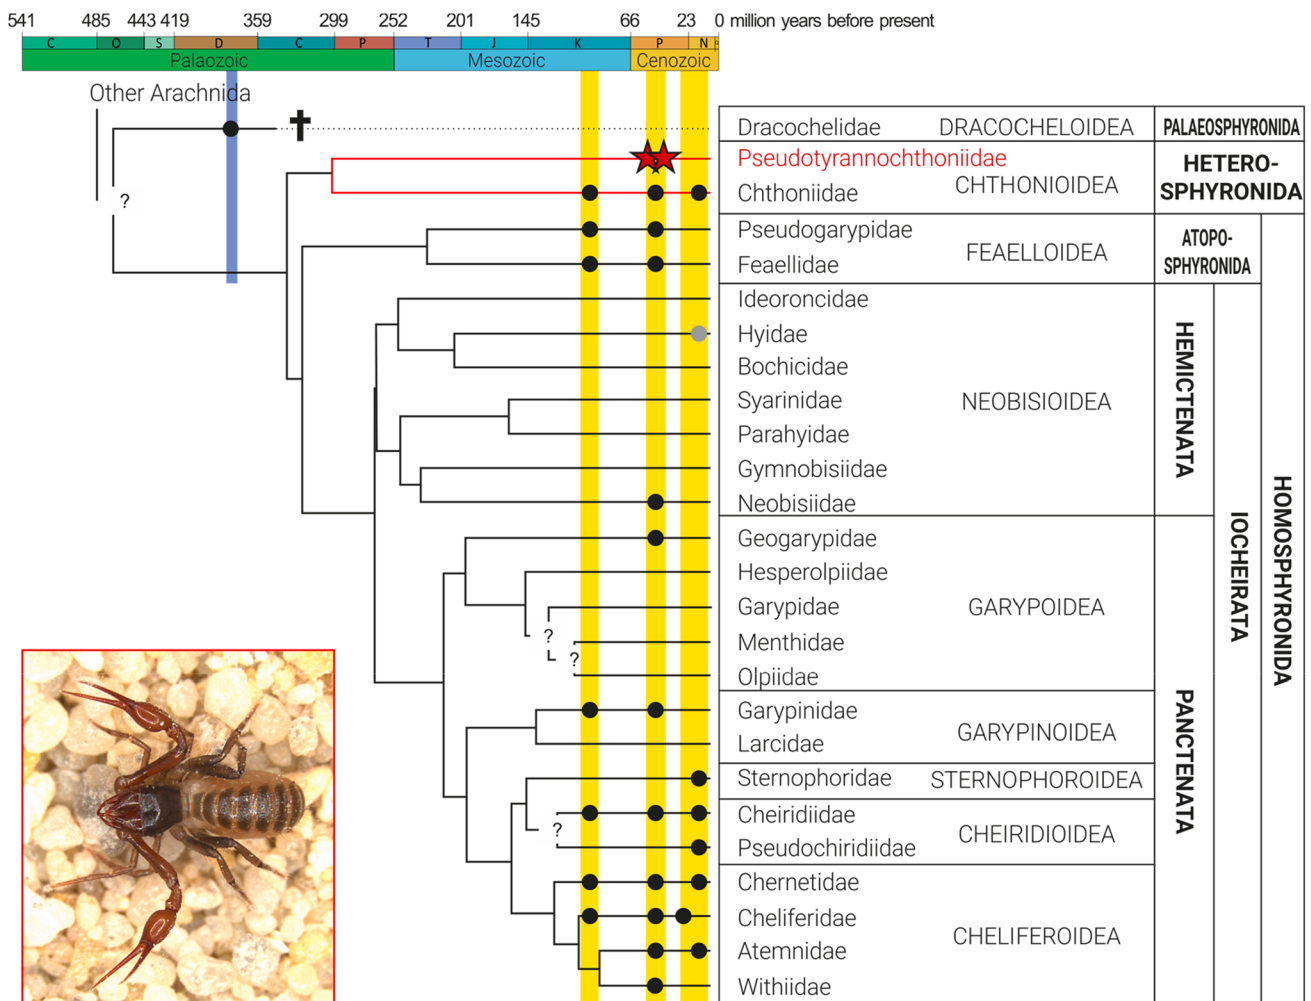 541 485 443 419 359 299 252 201 145 66 23 0 million years before present
C O S D C P T J K P N
Palaozoic Mesozoic Cenozoic
Other Arachnida
Dracochelidae DRACOCHELOIDEA PALAEOSPHYRONIDA
Pseudotyrannochthoniidae
Chthoniidae CHTHONIOIDEA
HETERO-
SPHYRONIDA
?
Pseudogarypidae
Feaellidae
FEAELLOIDEA
ATOPO-
SPHYRONIDA
Ideoroncidae
Hyidae
Bochicidae
Syarinidae
Parahyidae
Gymnobisiidae
Neobisiidae
NEOBISIOIDEA
HEMICTENATA
Geogarypidae
Hesperolpiidae
Garypidae
Menthidae
Olpiidae
GARYPOIDEA
?
?
IOCHEIRATA
HOMOSPHYRONIDA
Garypinidae
Larcidae
GARYPINOIDEA
Sternophoridae STERNOPHOROIDEA
Cheiridiidae
Pseudochiridiidae
CHEIRIDIOIDEA
?
PANCTENATA
Chernetidae
Cheliferidae
Atemnidae
Withiidae
CHELIFEROIDEA